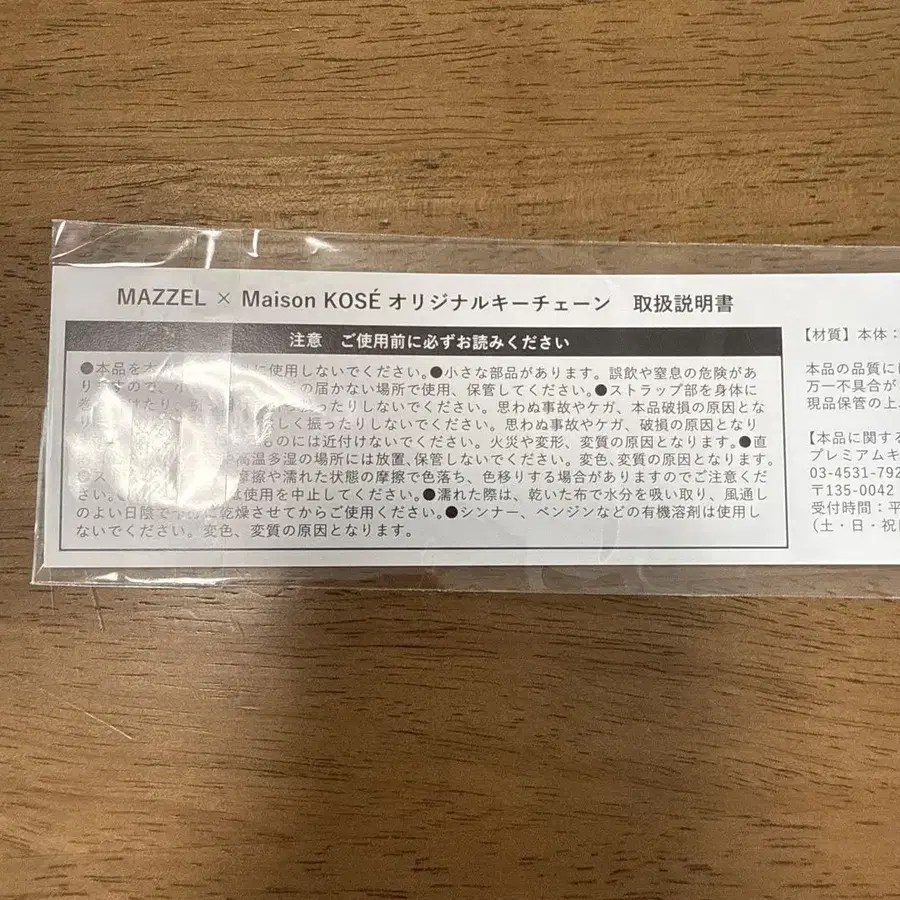 MAZZEL × Maison KOSÉ オリジナルキーチェーン 取扱説明書
注意 ご使用前に必ずお読みください
●本品を本 に使用しないでください。●小さな部品があります。誤飲や窒息の危険があ
の届かない場所で使用、保管してください。●ストラップ部を身体に
たりしないでください。思わぬ事故やケガ、本品破損の原因とな
しく振ったりしないでください。思わぬ事故やケガ、破損の原因となり
るものには近付けないでください。火災や変形、変質の原因となります。●直
や高温多湿の場所には放置、保管しないでください。変色、変質の原因となります。
摩擦や濡れた状態の摩擦で色落ち、色移りする場合がありますのでご注意くだ
さい。 は使用を中止してください。●濡れた際は、乾いた布で水分を吸い取り、風通し
のよい日陰で 乾燥させてからご使用ください。●シンナー、ベンジンなどの有機溶剤は使用し
ないでください。変色、変質の原因となります。
【材質】本体：
本品の品質に
万一不具合が
現品保管の上、
【本品に関する
プレミアムキ
03-4531-792
〒135-0042
受付時間：平
（土・日・祝